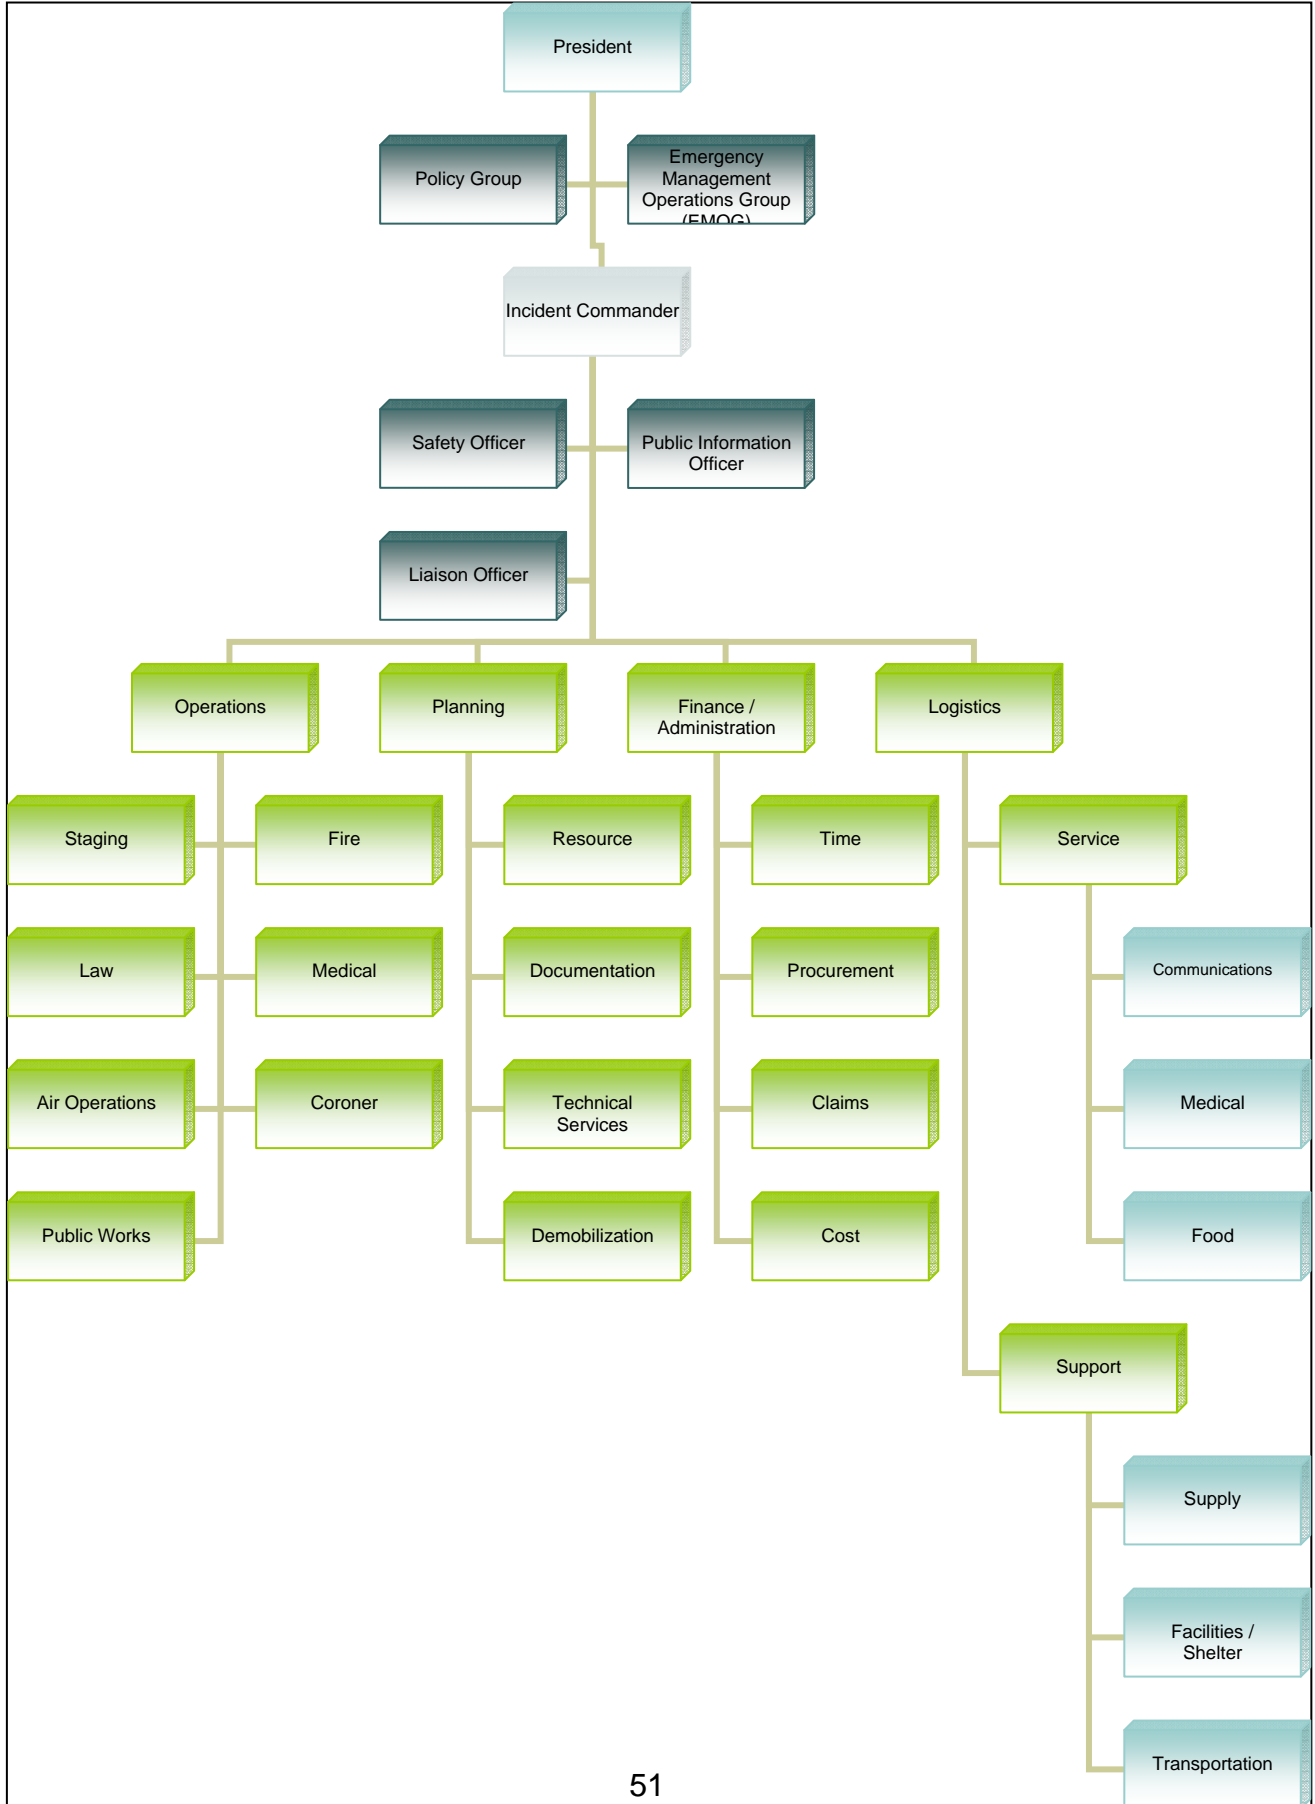 President
Policy Group
Emergency
Management
Operations Group
(EMOG)
Incident Commander
Safety Officer
Public Information
Officer
Liaison Officer
Operations
Planning
Finance /
Administration
Logistics
Staging
Fire
Resource
Time
Service
Law
Medical
Documentation
Procurement
Communications
Air Operations
Coroner
Technical
Services
Claims
Medical
Public Works
Demobilization
Cost
Food
Support
Supply
Facilities /
Shelter
Transportation
51